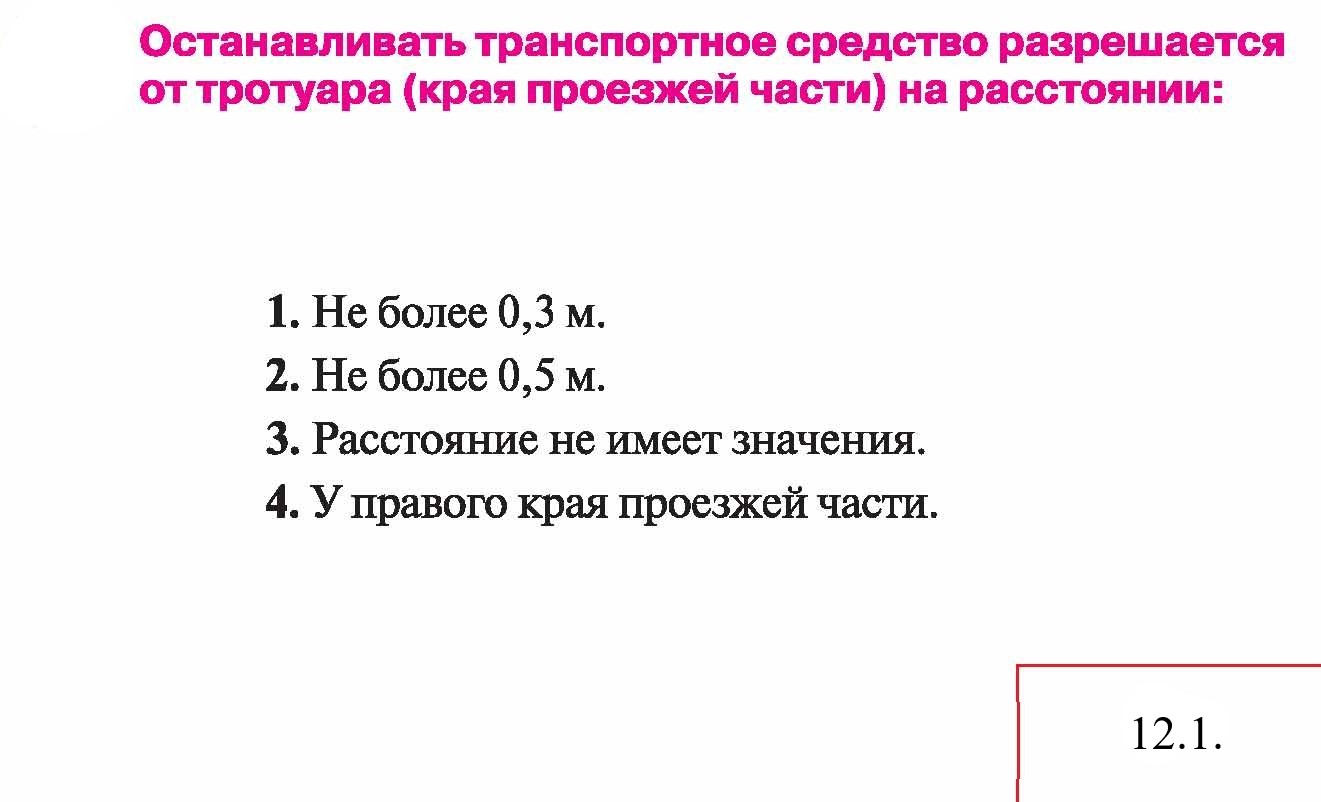 Останавливать транспортное средство разрешается
от тротуара (края проезжей части) на расстоянии:
1. Не более 0,3 м.
2. Не более 0,5 м.
3. Расстояние не имеет значения.
4. У правого края проезжей части.
12.1.